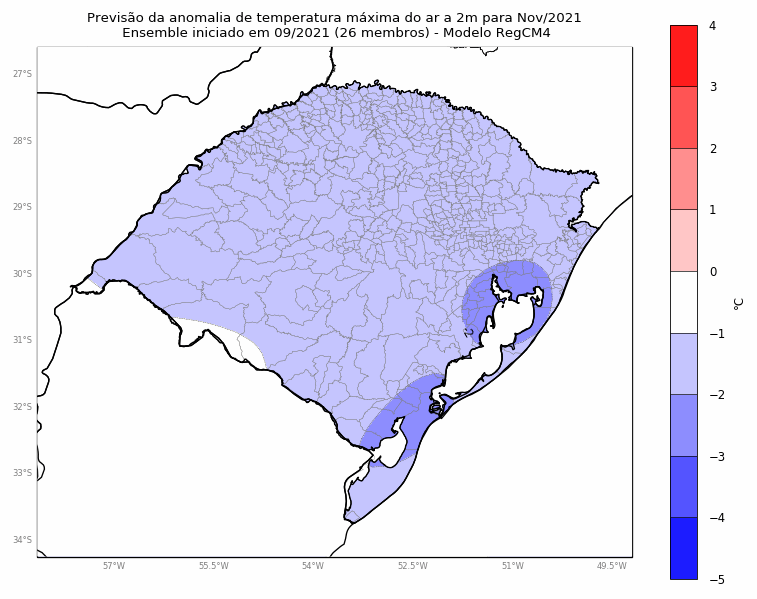 Previsão da anomalia de temperatura máxima do ar a 2m para Nov/2021
Ensemble iniciado em 09/2021 (26 membros) - Modelo RegCM4
27°S
28°S
29°S
30°S
31°S
32°S
33°S
34°S
57°W
55.5°W
54°W
52.5°W
51°W
49.5°W
4
3
2
1
0
−1
−2
−3
−4
−5
°C